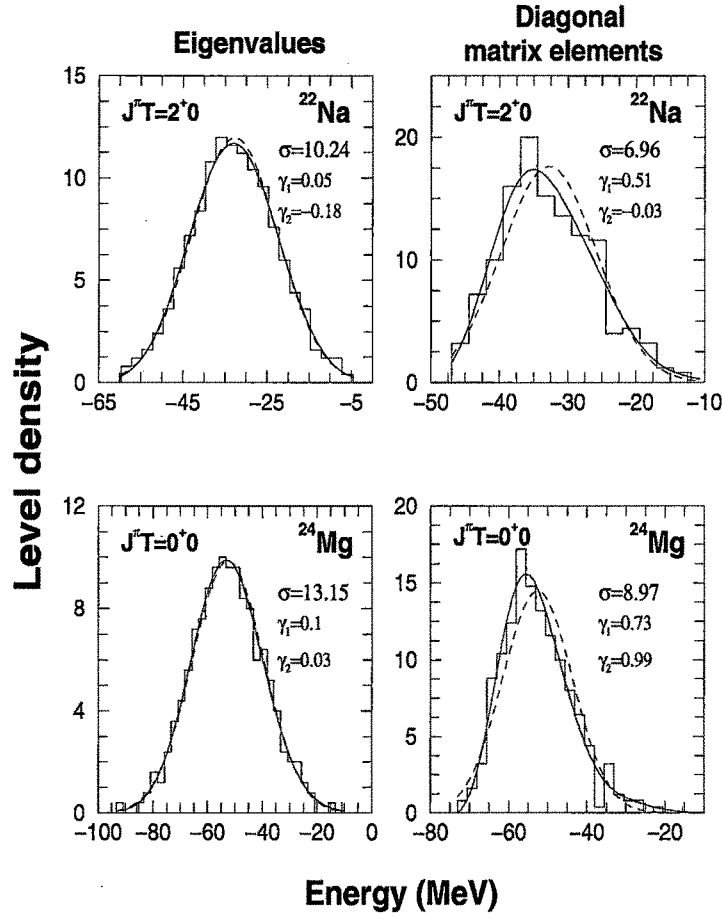 Eigenvalues
Diagonal
matrix elements
15
10
5
0
J^πT=2⁺0
²²Na
σ=10.24
γ₁=0.05
γ₂=−0.18
−65
−45
−25
−5
20
10
0
J^πT=2⁺0
²²Na
σ=6.96
γ₁=0.51
γ₂=−0.03
−50
−40
−30
−20
−10
Level density
12
9
6
3
0
J^πT=0⁺0
²⁴Mg
σ=13.15
γ₁=0.1
γ₂=0.03
−100
−80
−60
−40
−20
0
20
15
10
5
0
J^πT=0⁺0
²⁴Mg
σ=8.97
γ₁=0.73
γ₂=0.99
−80
−60
−40
−20
Energy (MeV)